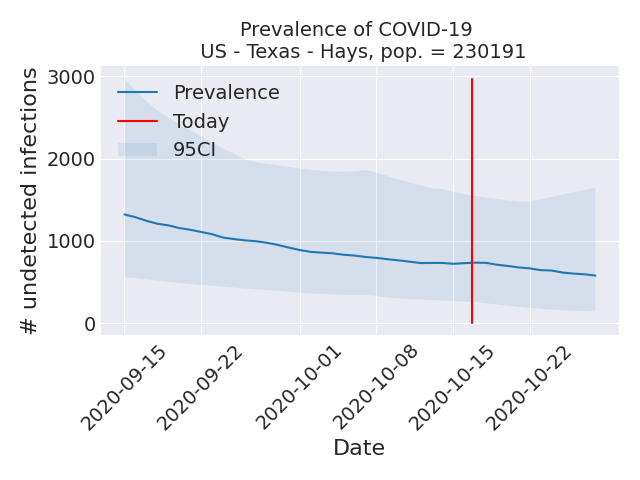 Prevalence of COVID-19
US - Texas - Hays, pop. = 230191
# undetected infections
3000
2000
1000
0
Prevalence
Today
95CI
2020-09-15
2020-09-22
2020-10-01
2020-10-08
2020-10-15
2020-10-22
Date